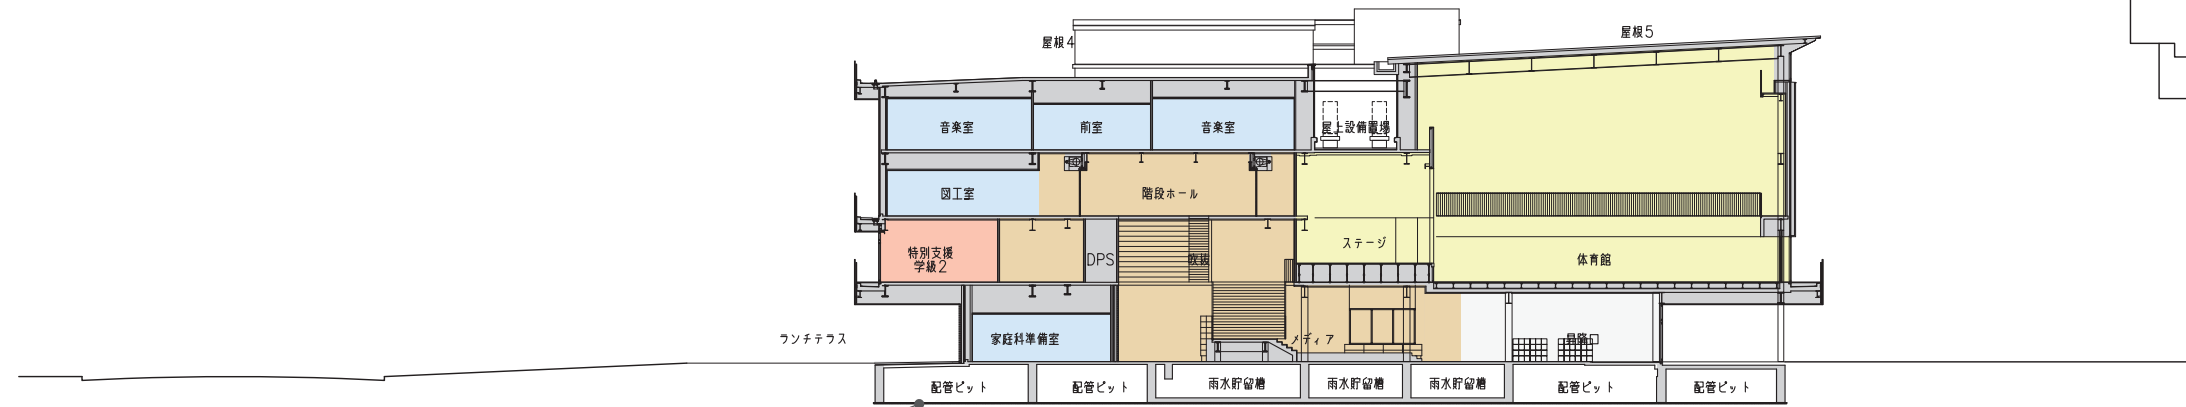 屋根4
屋根5
音楽室
前室
音楽室
屋上設備置場
図工室
階段ホール
特別支援
学級2
DPS
吹抜
ステージ
体育館
ランチテラス
家庭科準備室
メディア
昇降口
配管ピット
配管ピット
雨水貯留槽
雨水貯留槽
雨水貯留槽
配管ピット
配管ピット